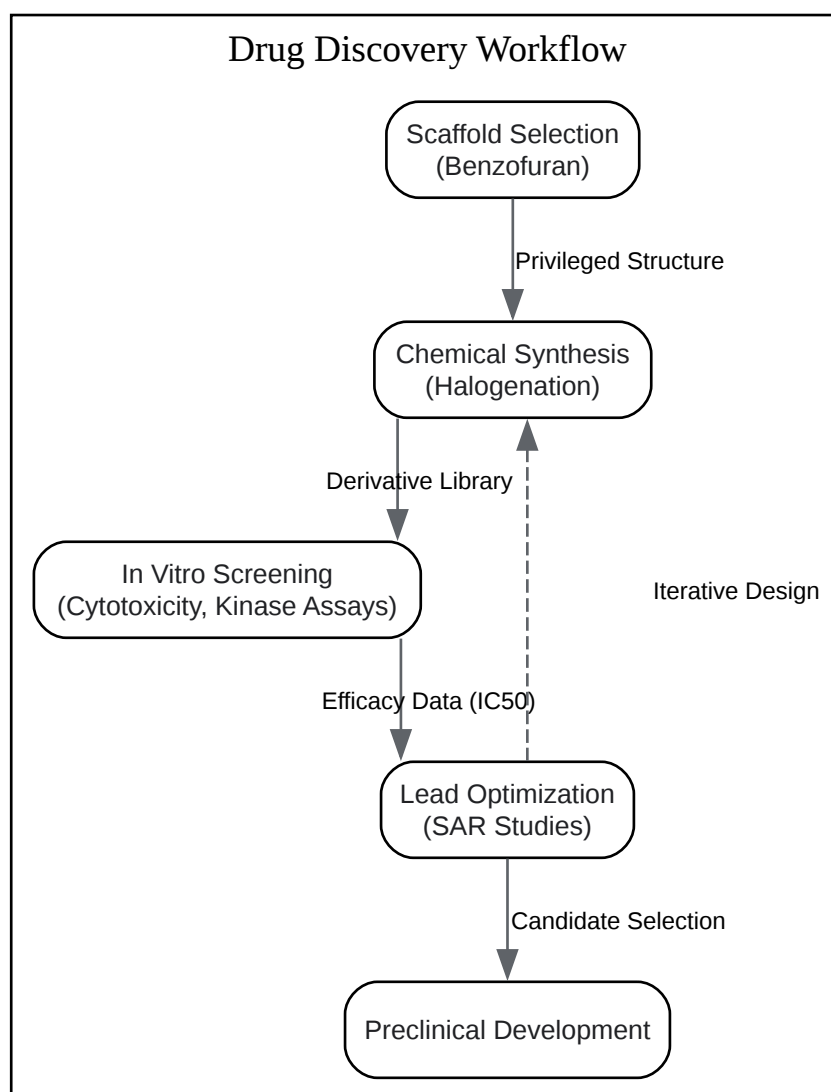 Drug Discovery Workflow
Scaffold Selection
(Benzofuran)
Privileged Structure
Chemical Synthesis
(Halogenation)
Derivative Library
In Vitro Screening
(Cytotoxicity, Kinase Assays)
Iterative Design
Efficacy Data (IC50)
Lead Optimization
(SAR Studies)
Candidate Selection
Preclinical Development